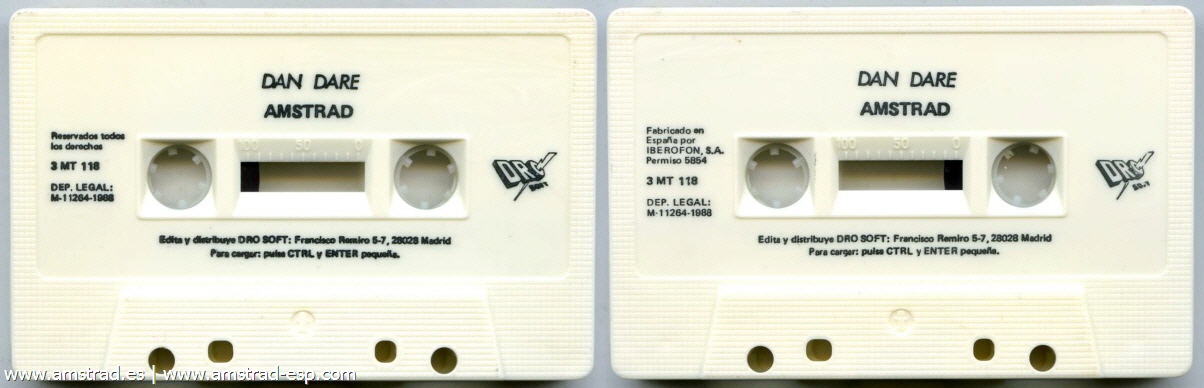 DAN DARE
AMSTRAD
Reservados todos
los derechos
3 MT 118
DEP. LEGAL:
M-11264-1988
100 50 0
DRO
SOFT
Edita y distribuye DRO SOFT: Francisco Remiro 5-7, 28028 Madrid
Para cargar: pulse CTRL y ENTER pequeña.
DAN DARE
AMSTRAD
Fabricado en
España por
IBEROFON, S.A.
Permiso 5854
3 MT 118
DEP. LEGAL:
M-11264-1988
100 50 0
DRO
SOFT
Edita y distribuye DRO SOFT: Francisco Remiro 5-7, 28028 Madrid
Para cargar: pulse CTRL y ENTER pequeña.
www.amstrad.es | www.amstrad-esp.com